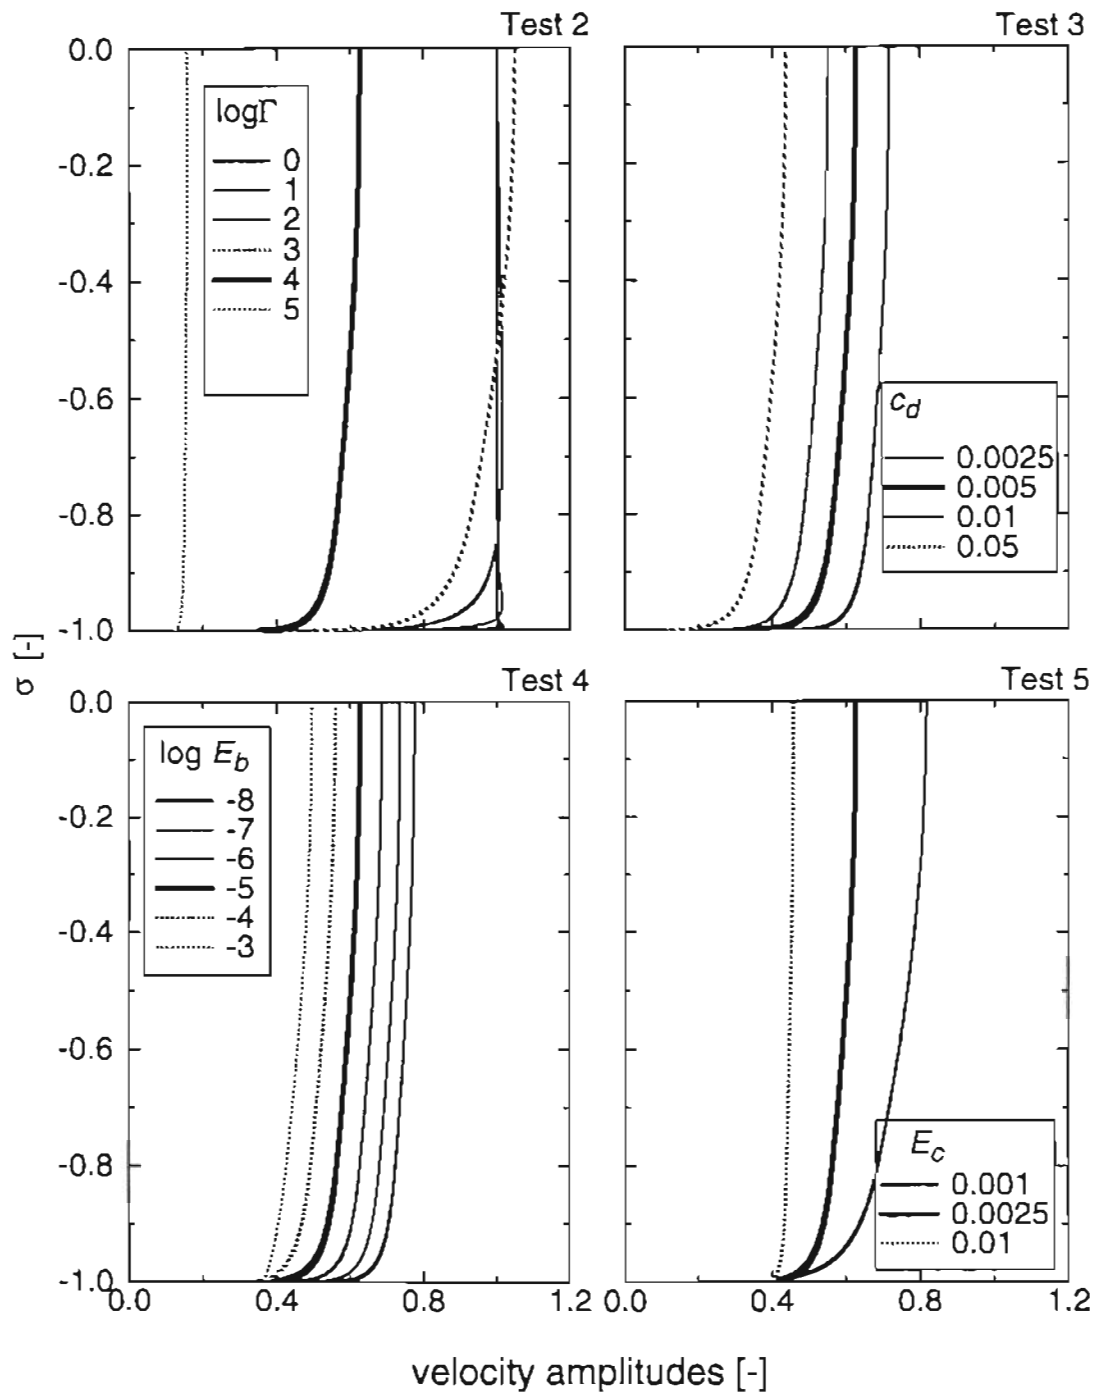 Test 2
Test 3
0.0
-0.2
-0.4
-0.6
-0.8
-1.0
logΓ
0
1
2
3
4
5
c_d
0.0025
0.005
0.01
0.05
σ [-]
Test 4
Test 5
0.0
-0.2
-0.4
-0.6
-0.8
-1.0
log E_b
-8
-7
-6
-5
-4
-3
E_c
0.001
0.0025
0.01
0.0 0.4 0.8 1.2 0.0 0.4 0.8 1.2
velocity amplitudes [-]